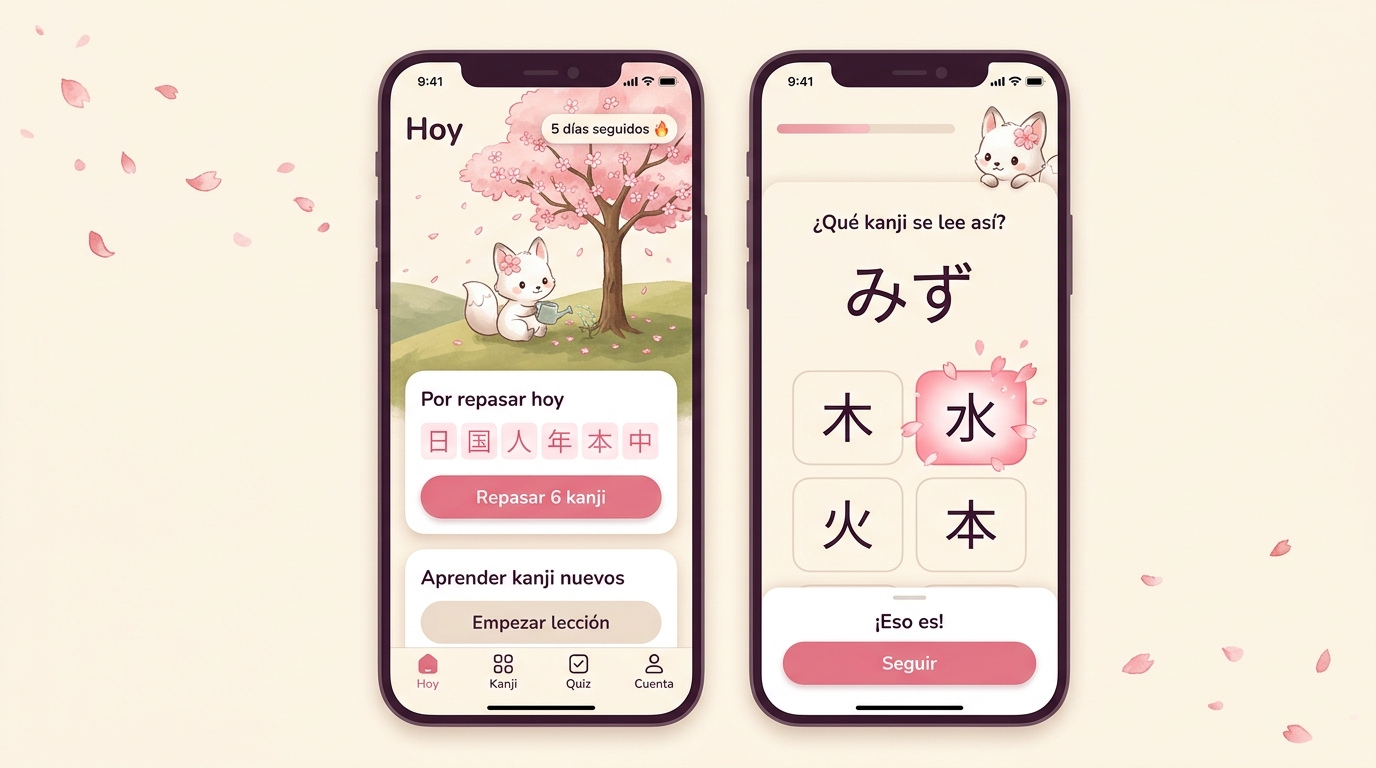 9:41
Hoy
5 días seguidos 🔥
Por repasar hoy
日 国 人 年 本 中
Repasar 6 kanji
Aprender kanji nuevos
Empezar lección
Hoy Kanji Quiz Cuenta
9:41
¿Qué kanji se lee así?
みず
木 水
火 本
¡Eso es!
Seguir